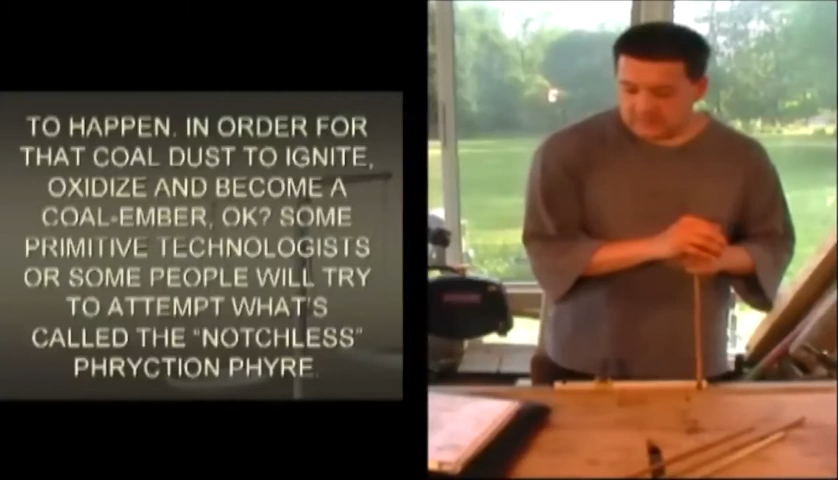 TO HAPPEN. IN ORDER FOR
THAT COAL DUST TO IGNITE,
OXIDIZE AND BECOME A
COAL-EMBER, OK? SOME
PRIMITIVE TECHNOLOGISTS
OR SOME PEOPLE WILL TRY
TO ATTEMPT WHAT'S
CALLED THE "NOTCHLESS"
PHRYCTION PHYRE